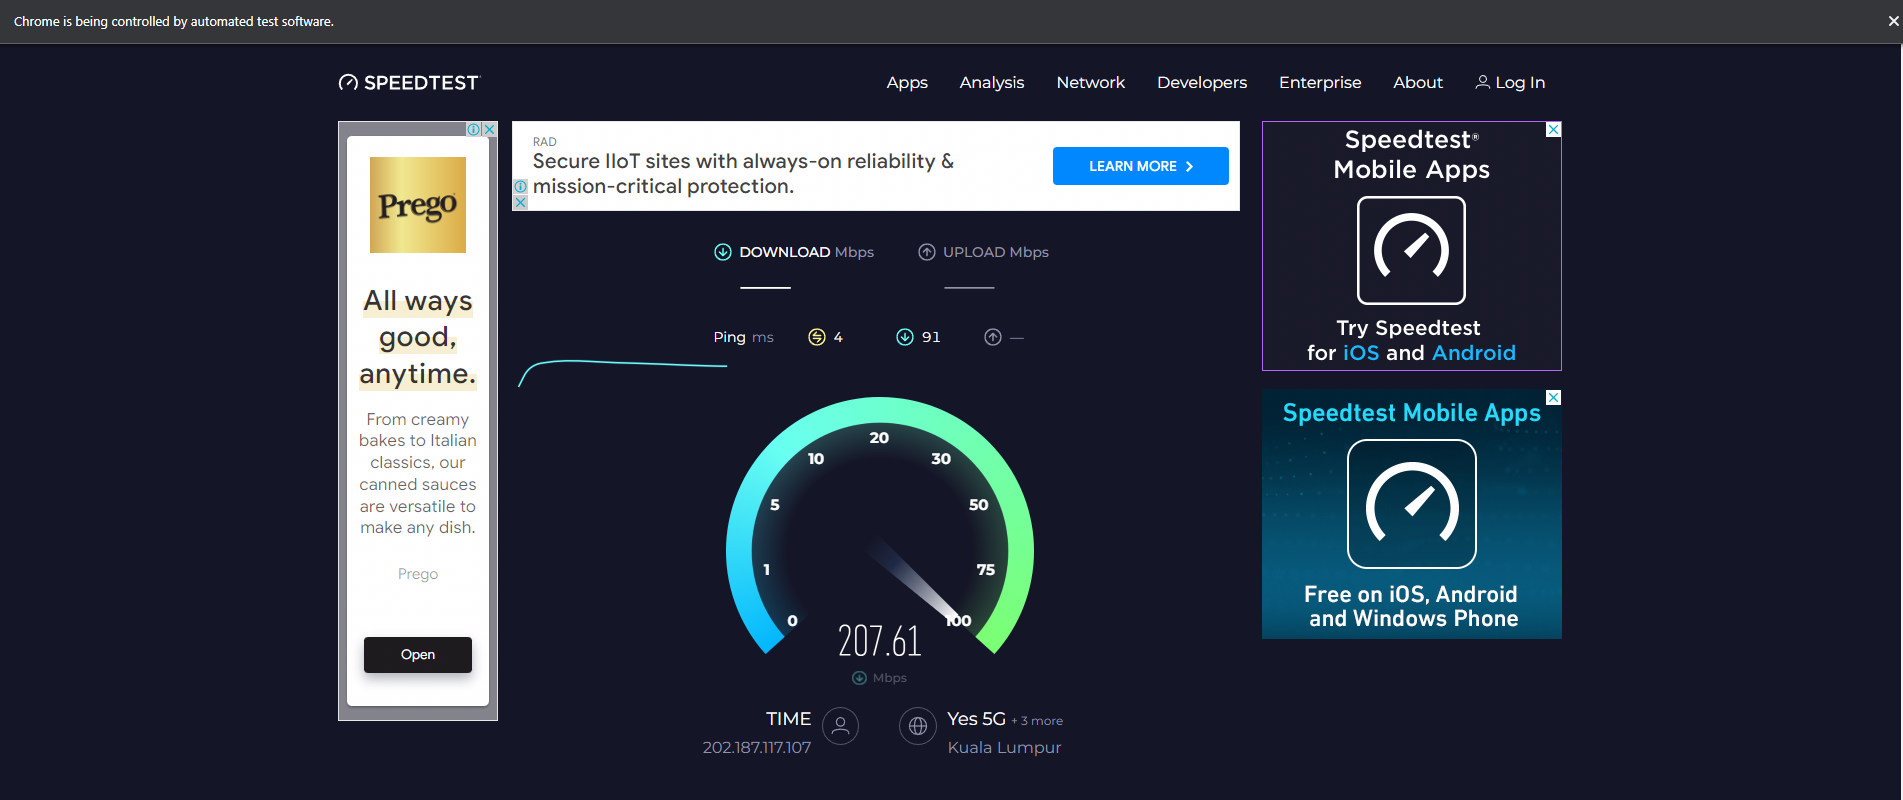 Chrome is being controlled by automated test software.
SPEEDTEST
Apps Analysis Network Developers Enterprise About Log In
Prego
All ways
good,
anytime.
From creamy
bakes to Italian
classics, our
canned sauces
are versatile to
make any dish.
Prego
Open
RAD
Secure IIoT sites with always-on reliability &
mission-critical protection.
LEARN MORE
DOWNLOAD Mbps UPLOAD Mbps
Ping ms 4 91 —
0
1
5
10
20
30
50
75
100
207.61
Mbps
TIME
202.187.117.107
Yes 5G + 3 more
Kuala Lumpur
Speedtest®
Mobile Apps
Try Speedtest
for iOS and Android
Speedtest Mobile Apps
Free on iOS, Android
and Windows Phone